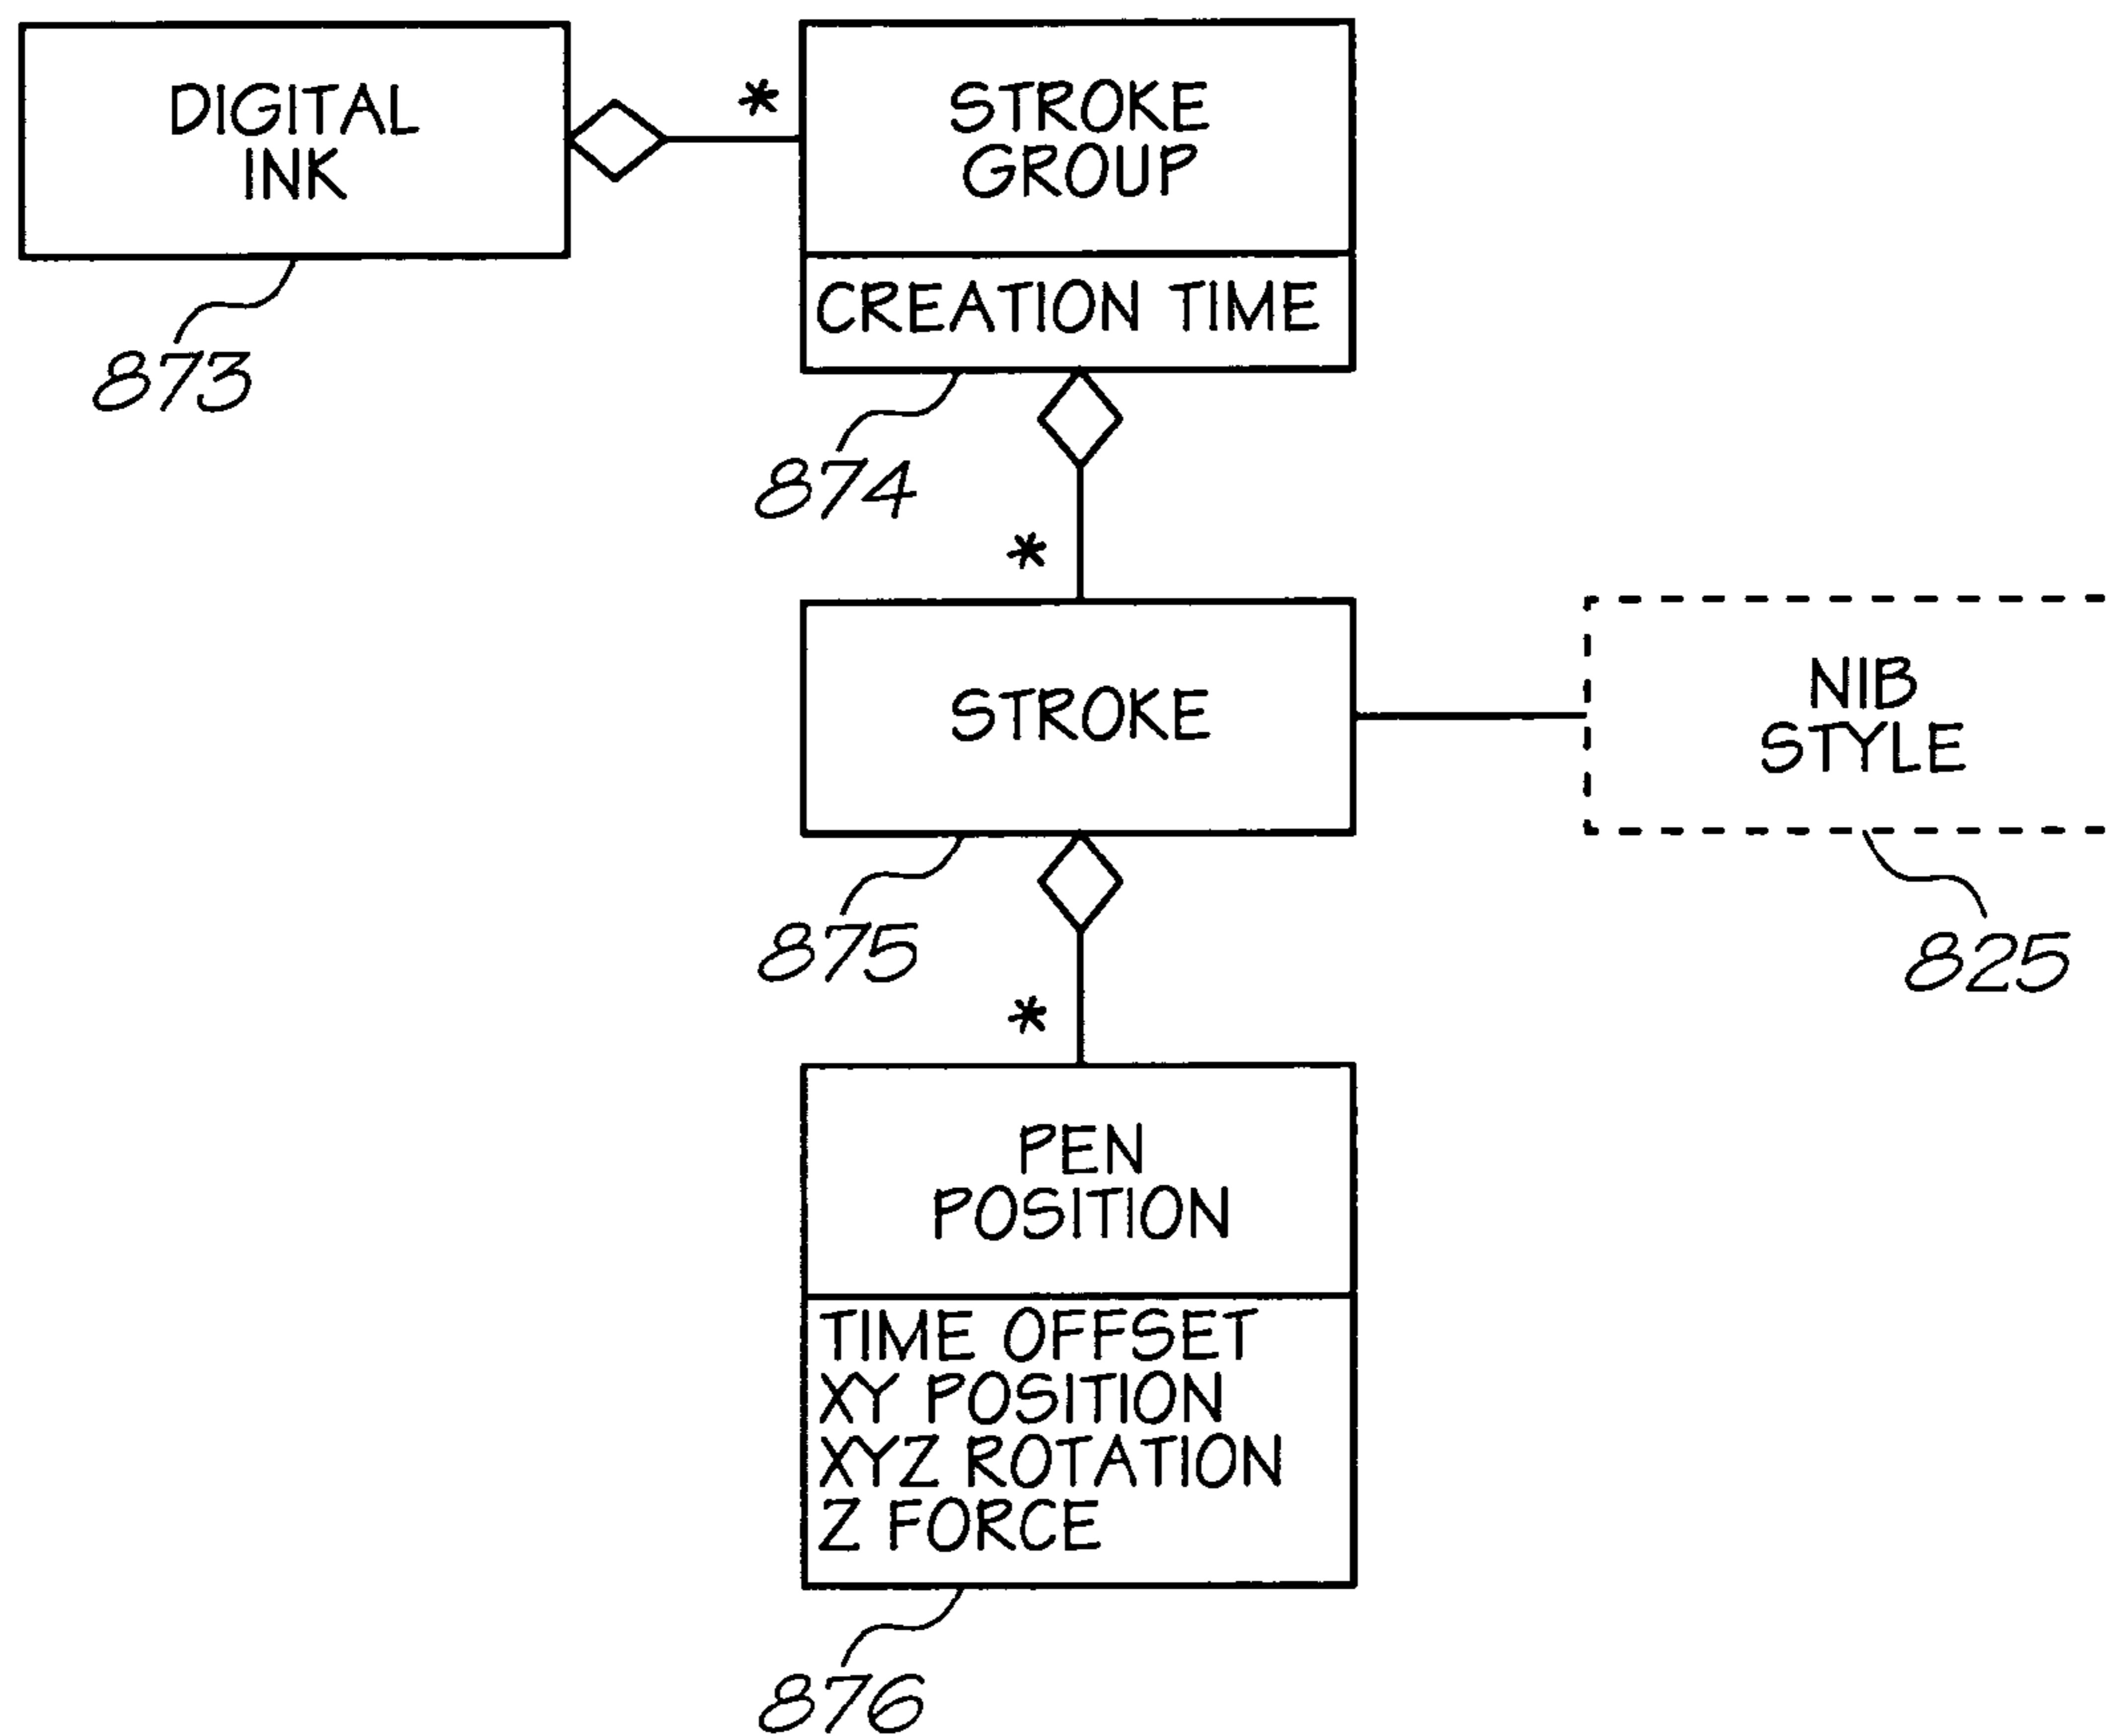 DIGITAL
INK
*
STROKE
GROUP
CREATION TIME
873
874
*
STROKE
NIB
STYLE
875
825
*
PEN
POSITION
TIME OFFSET
XY POSITION
XYZ ROTATION
Z FORCE
876